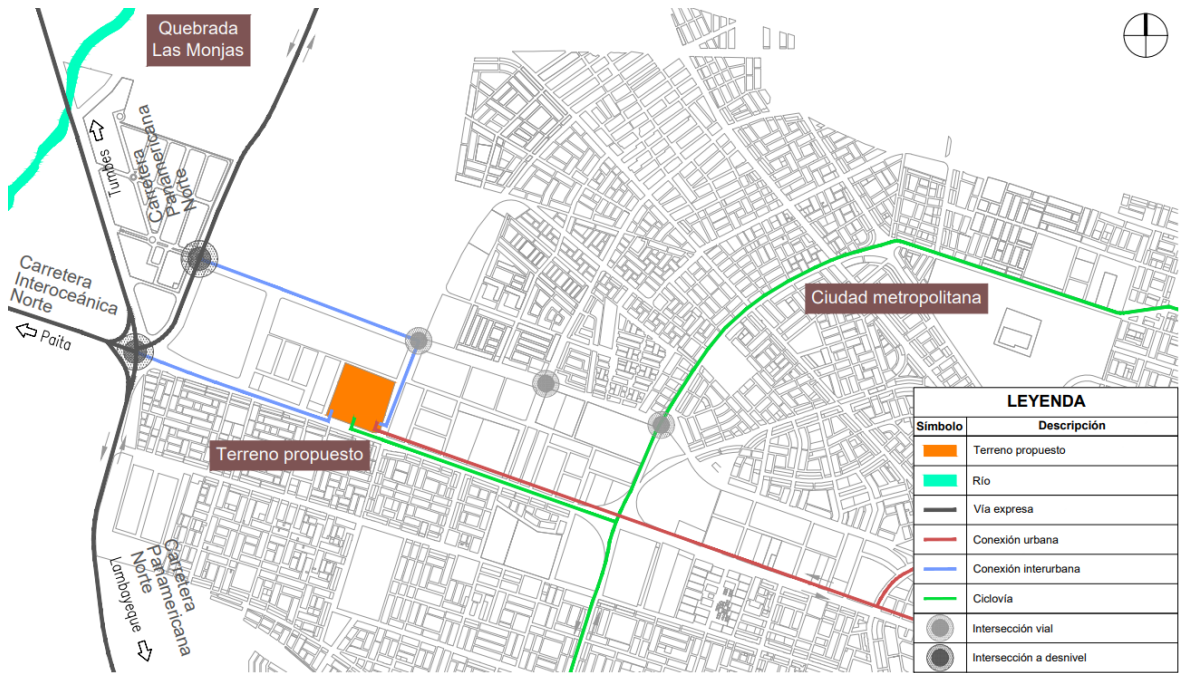 Quebrada
Las Monjas
Tumbes
Carretera
Panamericana
Norte
Carretera
Interoceánica
Norte
Paita
Ciudad metropolitana
Terreno propuesto
Carretera
Panamericana
Norte
Lambayeque
LEYENDA
Símbolo Descripción
Terreno propuesto
Río
Vía expresa
Conexión urbana
Conexión interurbana
Ciclovía
Intersección vial
Intersección a desnivel